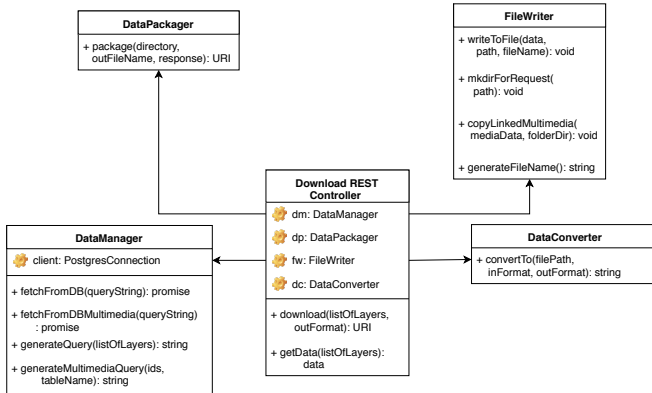 DataPackager
+ package(directory,
outFileName, response): URI
FileWriter
+ writeToFile(data,
path, fileName): void
+ mkdirForRequest(
path): void
+ copyLinkedMultimedia(
mediaData, folderDir): void
+ generateFileName(): string
Download REST
Controller
dm: DataManager
dp: DataPackager
fw: FileWriter
dc: DataConverter
+ download(listOfLayers,
outFormat): URI
+ getData(listOfLayers):
data
DataManager
client: PostgresConnection
+ fetchFromDB(queryString): promise
+ fetchFromDBMultimedia(queryString)
: promise
+ generateQuery(listOfLayers): string
+ generateMultimediaQuery(ids,
tableName): string
DataConverter
+ convertTo(filePath,
inFormat, outFormat): string